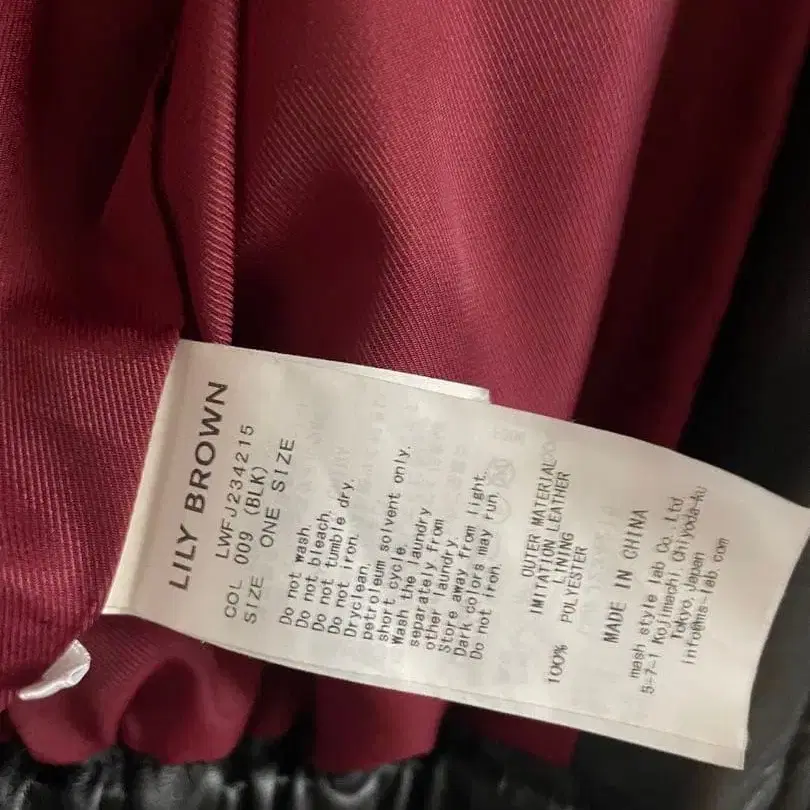 LILY BROWN
LWFJ234215
COL 009 (BLK)
SIZE ONE SIZE
Do not wash.
Do not bleach.
Do not tumble dry.
Do not iron.
Dryclean.
petroleum solvent only.
short cycle.
Wash the laundry
separately from
other laundry.
Store away from light.
Dark colors may run.
Do not iron.
OUTER MATERIAL
IMITATION LEATHER
LINING
100% POLYESTER
MADE IN CHINA
mash style lab Co. Ltd
5-7-1 Kojimachi Chiyoda-ku
Tokyo, Japan
info@ms-lab.com